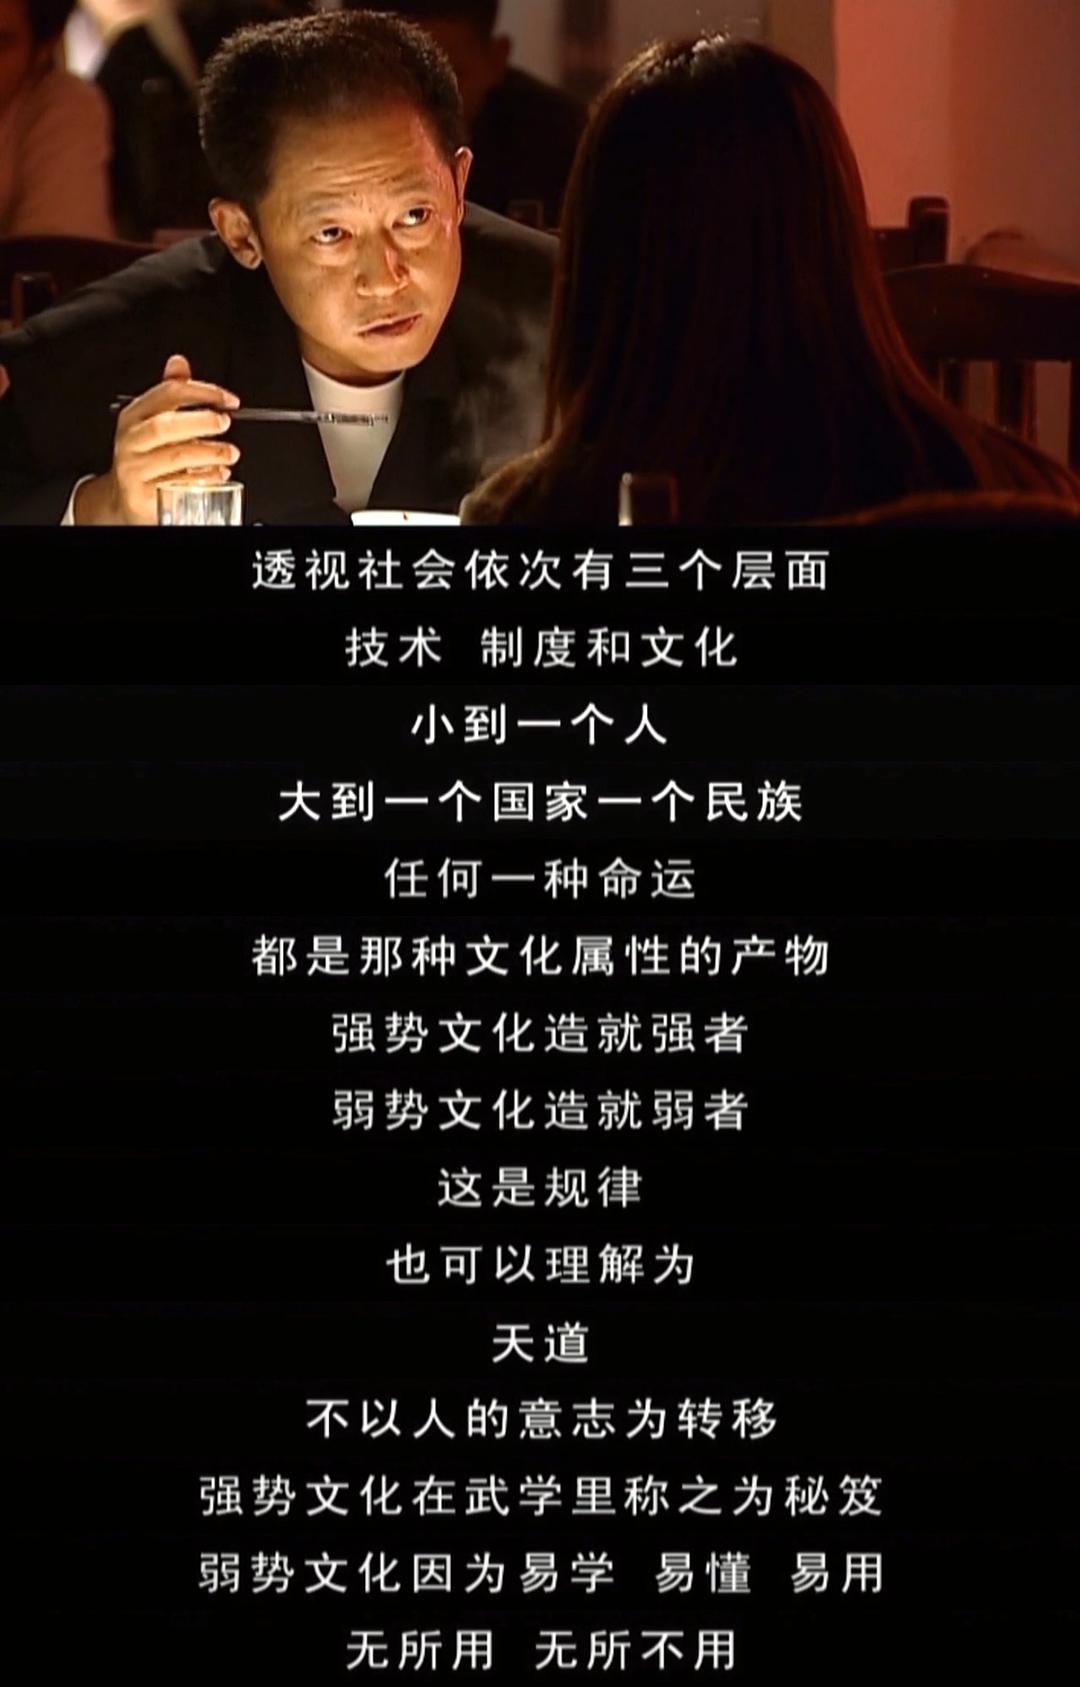 透视社会依次有三个层面
技术 制度和文化
小到一个人
大到一个国家一个民族
任何一种命运
都是那种文化属性的产物
强势文化造就强者
弱势文化造就弱者
这是规律
也可以理解为
天道
不以人的意志为转移
强势文化在武学里称之为秘笈
弱势文化因为易学 易懂 易用
无所用 无所不用